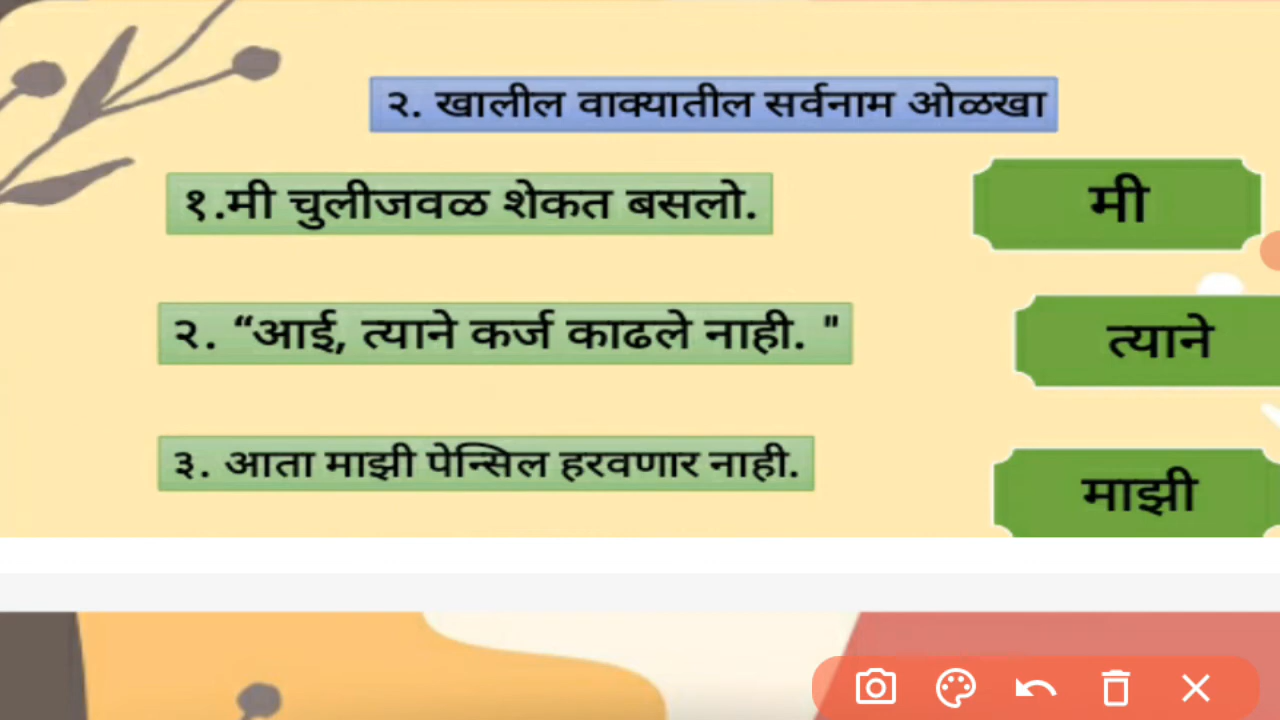 २. खालील वाक्यातील सर्वनाम ओळखा
१.मी चुलीजवळ शेकत बसलो.
मी
२. “आई, त्याने कर्ज काढले नाही. "
त्याने
३. आता माझी पेन्सिल हरवणार नाही.
माझी